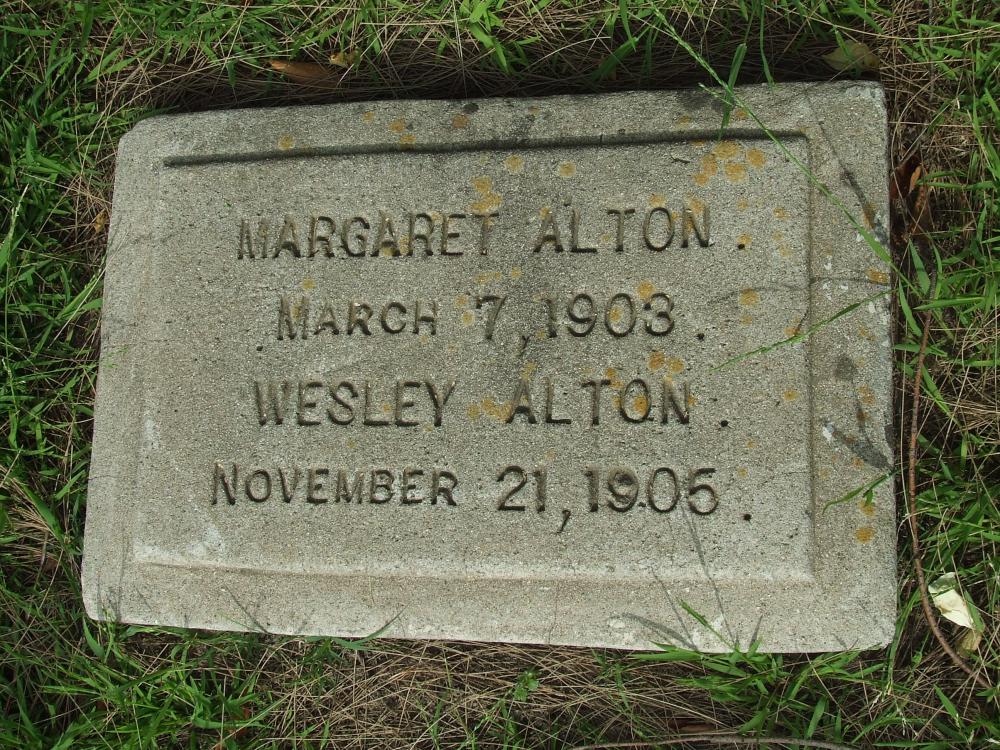 MARGARET ALTON.
MARCH 7, 1903.
WESLEY ALTON.
NOVEMBER 21, 1905.